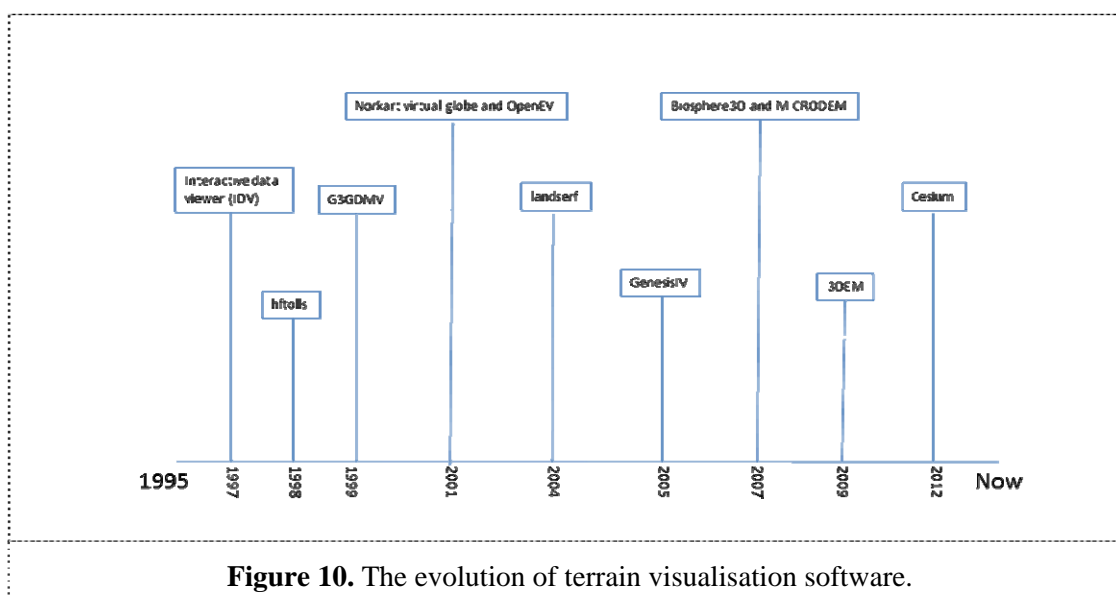 Norkart virtual globe and OpenEV
Biosphere3D and M CRODEM
Interactive data
viewer (IDV)
G3GDMV
landserf
Cesium
GenesisIV
3DEM
hftolls
1995
1997
1998
1999
2001
2004
2005
2007
2009
2012
Now
Figure 10. The evolution of terrain visualisation software.